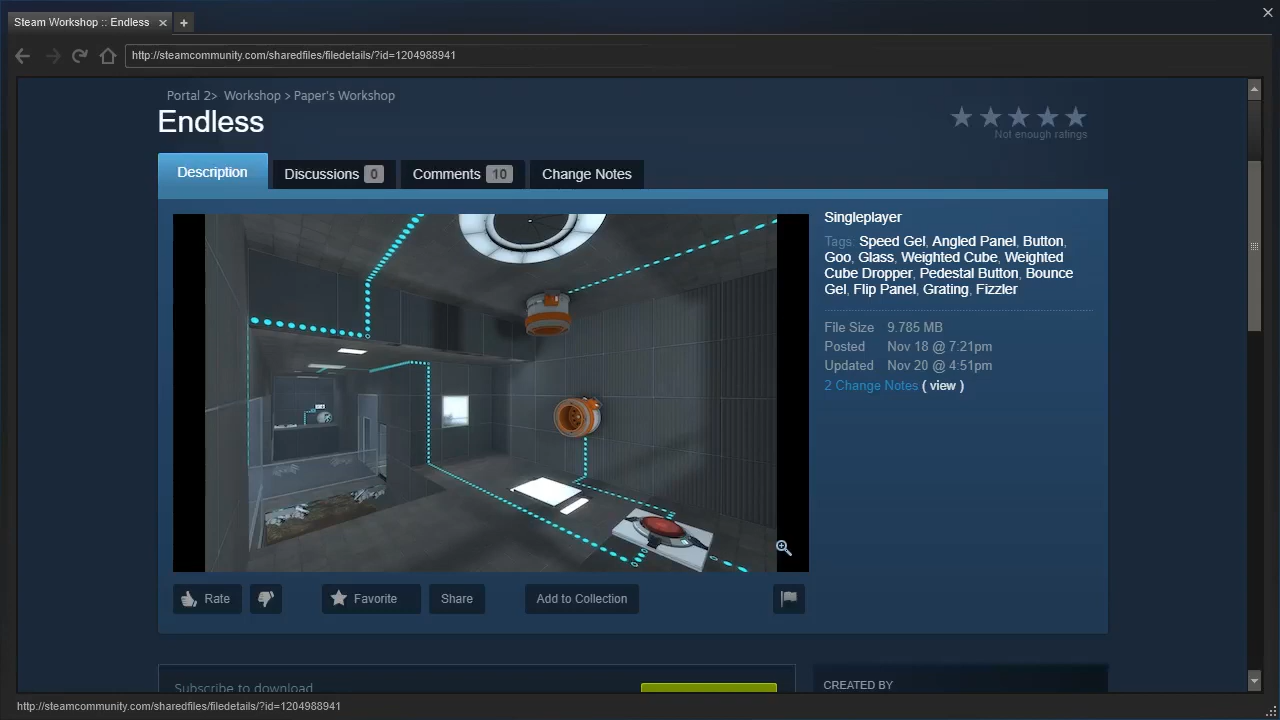 Steam Workshop :: Endless
http://steamcommunity.com/sharedfiles/filedetails/?id=1204988941
Portal 2> Workshop > Paper's Workshop
Endless
Not enough ratings
Description
Discussions 0
Comments 10
Change Notes
Singleplayer
Tags: Speed Gel, Angled Panel, Button,
Goo, Glass, Weighted Cube, Weighted
Cube Dropper, Pedestal Button, Bounce
Gel, Flip Panel, Grating, Fizzler
File Size 9.785 MB
Posted Nov 18 @ 7:21pm
Updated Nov 20 @ 4:51pm
2 Change Notes ( view )
Rate
Favorite
Share
Add to Collection
Subscribe to download
CREATED BY
http://steamcommunity.com/sharedfiles/filedetails/?id=1204988941